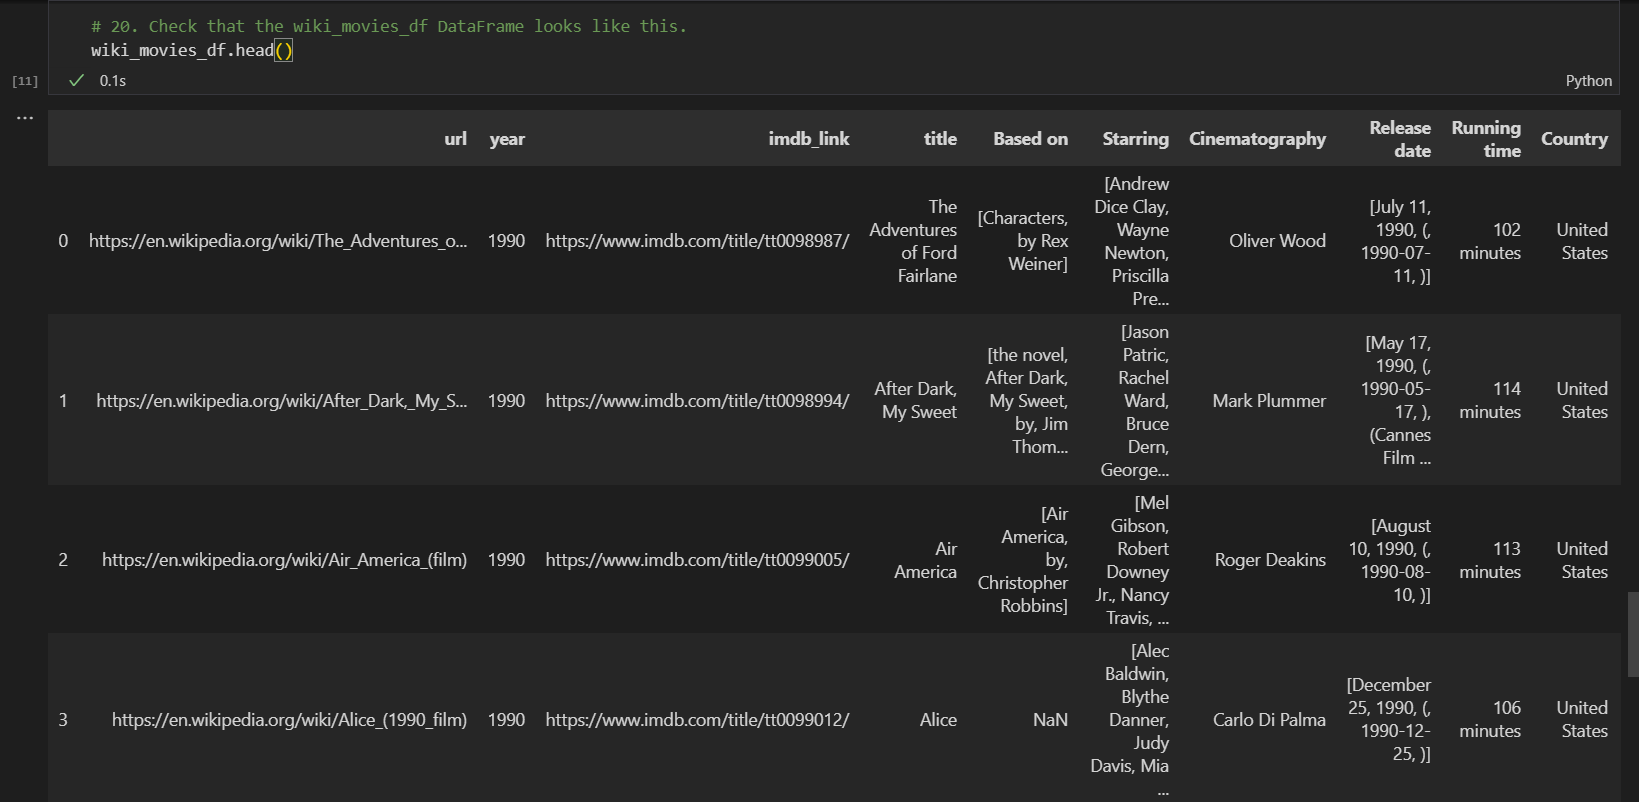 # 20. Check that the wiki_movies_df DataFrame looks like this.
wiki_movies_df.head()
[11]
0.1s
Python
...
url year imdb_link title Based on Starring Cinematography Release date Running time Country
0 https://en.wikipedia.org/wiki/The_Adventures_o... 1990 https://www.imdb.com/title/tt0098987/ The Adventures of Ford Fairlane [Characters, by Rex Weiner] [Andrew Dice Clay, Wayne Newton, Priscilla Pre... Oliver Wood [July 11, 1990, (, 1990-07-11, )] 102 minutes United States
1 https://en.wikipedia.org/wiki/After_Dark,_My_S... 1990 https://www.imdb.com/title/tt0098994/ After Dark, My Sweet [the novel, After Dark, My Sweet, by, Jim Thom... [Jason Patric, Rachel Ward, Bruce Dern, George... Mark Plummer [May 17, 1990, (, 1990-05-17, ), (Cannes Film ... 114 minutes United States
2 https://en.wikipedia.org/wiki/Air_America_(film) 1990 https://www.imdb.com/title/tt0099005/ Air America [Air America, by, Christopher Robbins] [Mel Gibson, Robert Downey Jr., Nancy Travis, ... Roger Deakins [August 10, 1990, (, 1990-08-10, )] 113 minutes United States
3 https://en.wikipedia.org/wiki/Alice_(1990_film) 1990 https://www.imdb.com/title/tt0099012/ Alice NaN [Alec Baldwin, Blythe Danner, Judy Davis, Mia ... Carlo Di Palma [December 25, 1990, (, 1990-12-25, )] 106 minutes United States